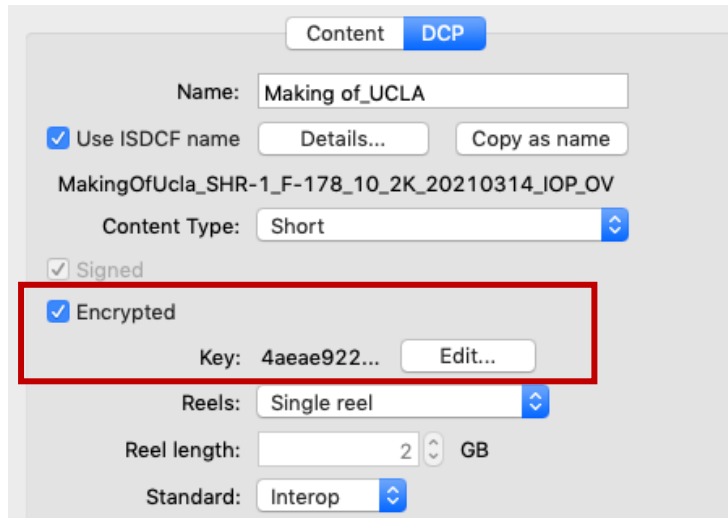 Content DCP
Name: Making of_UCLA
Use ISDCF name Details... Copy as name
MakingOfUcla_SHR-1_F-178_10_2K_20210314_IOP_OV
Content Type: Short
Signed
Encrypted
Key: 4aeae922... Edit...
Reels: Single reel
Reel length: 2 GB
Standard: Interop